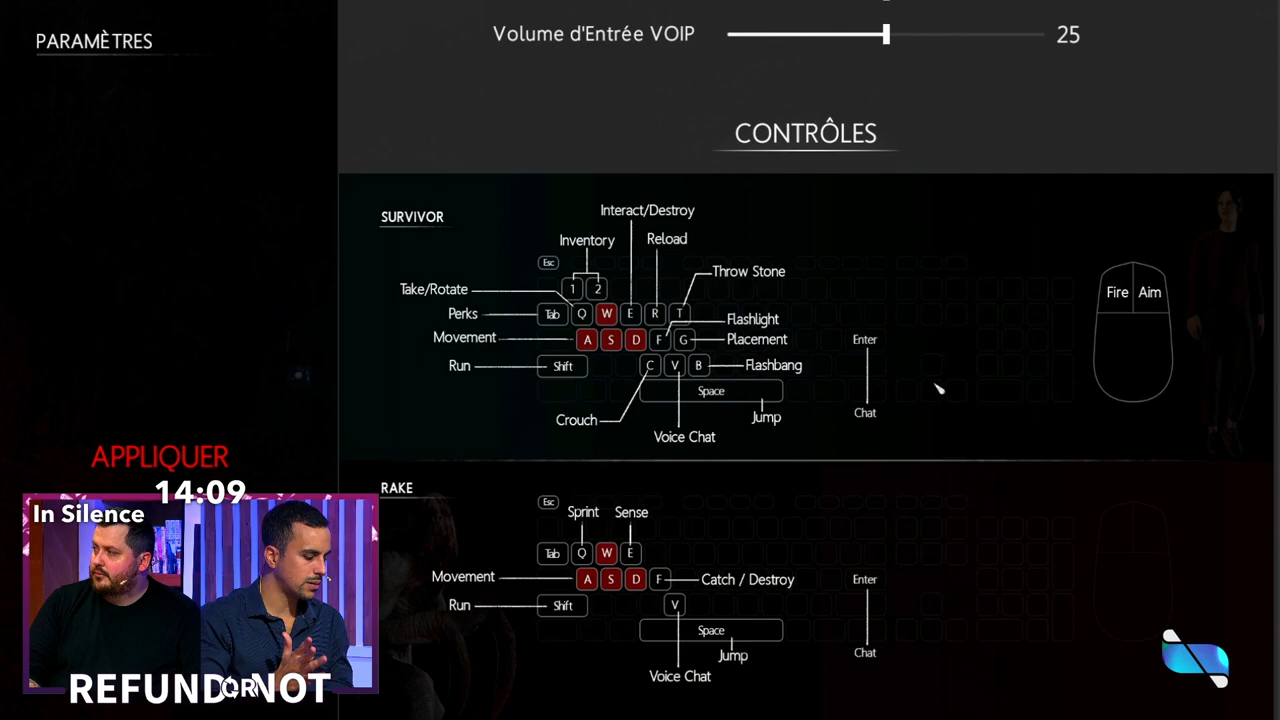 PARAMÈTRES
Volume d'Entrée VOIP 25
CONTRÔLES
SURVIVOR
Interact/Destroy
Inventory Reload
Esc
Throw Stone
Take/Rotate 1 2
Perks Tab Q W E R T
Flashlight
Movement A S D F G Placement
Run Shift C V B Flashbang
Space
Crouch Jump
Voice Chat
Enter
Chat
Fire Aim
APPLIQUER
14:09
In Silence
REFUND OR NOT
RAKE
Esc
Sprint Sense
Tab Q W E
Movement A S D F Catch / Destroy
Run Shift V
Space
Jump
Voice Chat
Enter
Chat